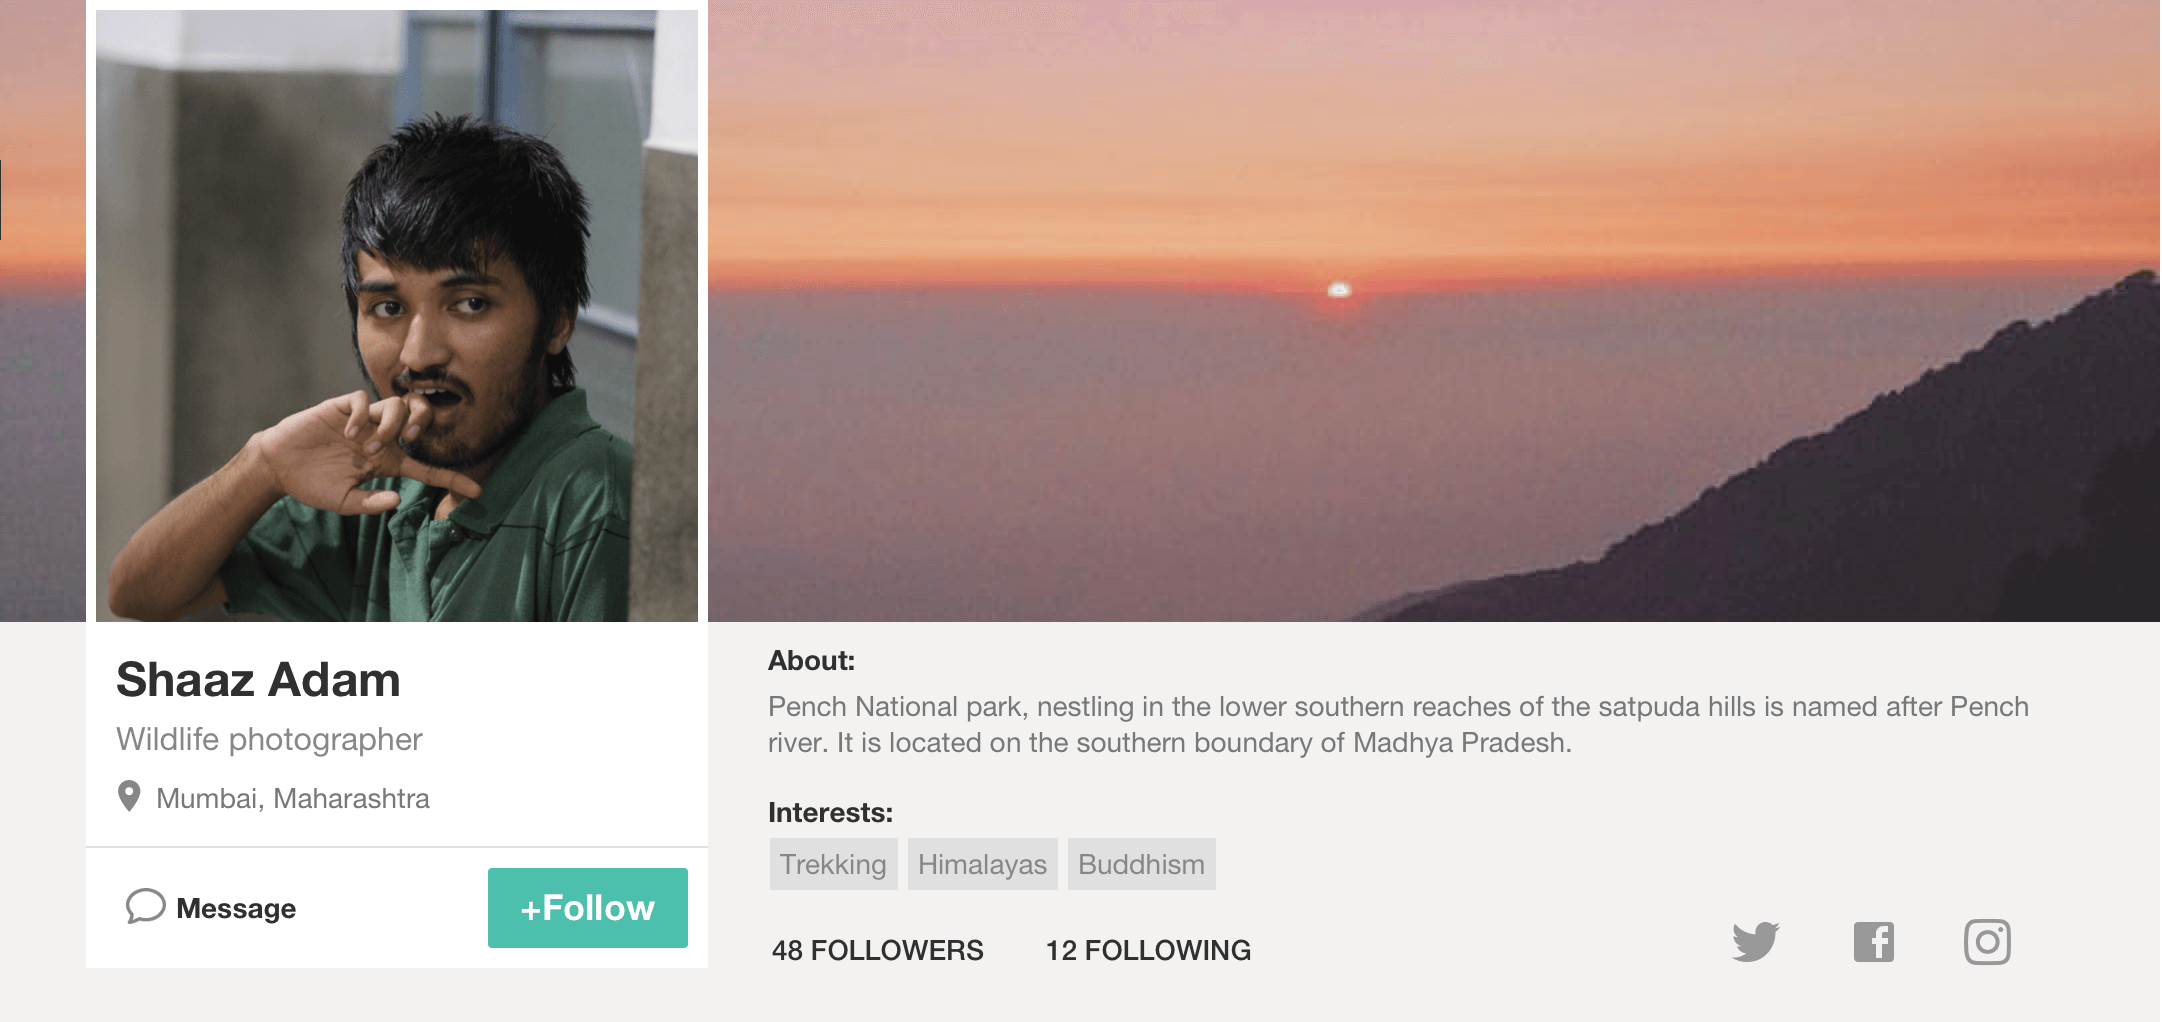 Shaaz Adam
Wildlife photographer
Mumbai, Maharashtra
Message
+Follow
About:
Pench National park, nestling in the lower southern reaches of the satpuda hills is named after Pench
river. It is located on the southern boundary of Madhya Pradesh.
Interests:
Trekking Himalayas Buddhism
48 FOLLOWERS 12 FOLLOWING